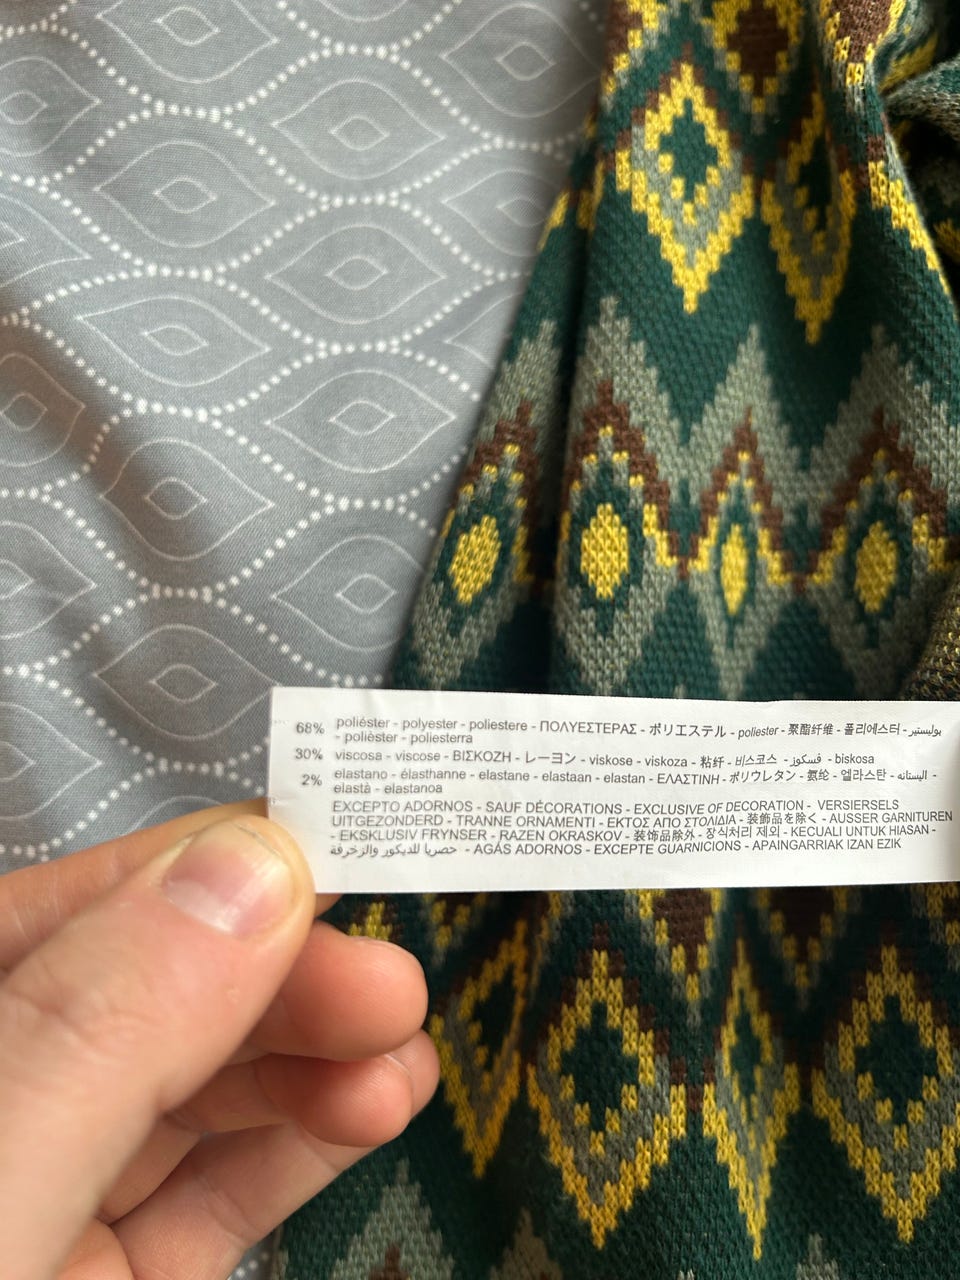 68% poliéster - polyester - poliestere - ΠΟΛΥΕΣΤΕΡΑΣ - ポリエステル - poliester - 聚酯纤维 - 폴리에스터 - بوليستير
- polièster - poliesterra
30% viscosa - viscose - ΒΙΣΚΟΖΗ - レーヨン - viskose - viskoza - 粘纤 - 비스코스 - فسكوز - biskosa
2% elastano - élasthanne - elastane - elastaan - elastan - ΕΛΑΣΤΙΝΗ - ポリウレタン - 氨纶 - 엘라스탄 - اليستانه -
elastà - elastanoa
EXCEPTO ADORNOS - SAUF DÉCORATIONS - EXCLUSIVE OF DECORATION - VERSIERSELS
UITGEZONDERD - TRANNE ORNAMENTI - ΕΚΤΟΣ ΑΠΟ ΣΤΟΛΙΔΙΑ - 装飾品を除く - AUSSER GARNITUREN
- EKSKLUSIV FRYNSER - RAZEN OKRASKOV - 装饰品除外 - 장식처리 제외 - KECUALI UNTUK HIASAN -
حصريا للديكور والزخرفة - AGÁS ADORNOS - EXCEPTE GUARNICIONS - APAINGARRIAK IZAN EZIK